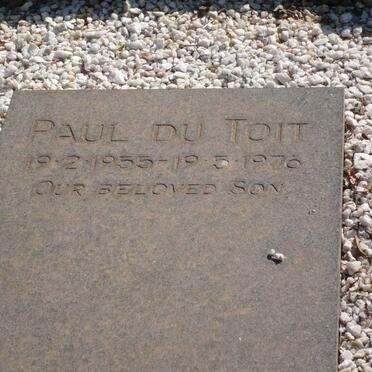 PAUL DU TOIT
19·2·1955-19·5·1976
OUR BELOVED SON